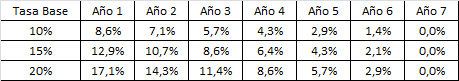 Tasa Base Año 1 Año 2 Año 3 Año 4 Año 5 Año 6 Año 7
10% 8,6% 7,1% 5,7% 4,3% 2,9% 1,4% 0,0%
15% 12,9% 10,7% 8,6% 6,4% 4,3% 2,1% 0,0%
20% 17,1% 14,3% 11,4% 8,6% 5,7% 2,9% 0,0%